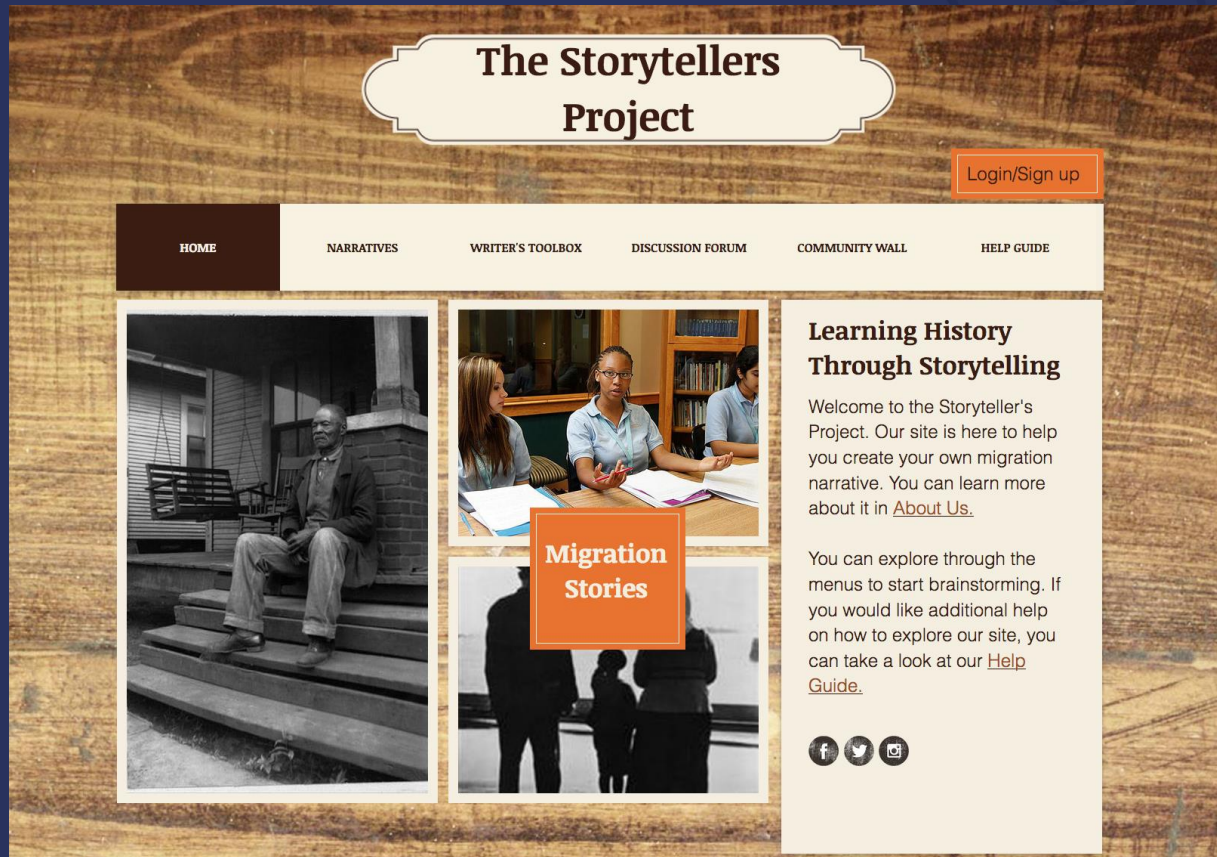 The Storytellers
Project
Login/Sign up
HOME
NARRATIVES
WRITER'S TOOLBOX
DISCUSSION FORUM
COMMUNITY WALL
HELP GUIDE
Migration
Stories
Learning History
Through Storytelling
Welcome to the Storyteller's
Project. Our site is here to help
you create your own migration
narrative. You can learn more
about it in About Us.
You can explore through the
menus to start brainstorming. If
you would like additional help
on how to explore our site, you
can take a look at our Help
Guide.